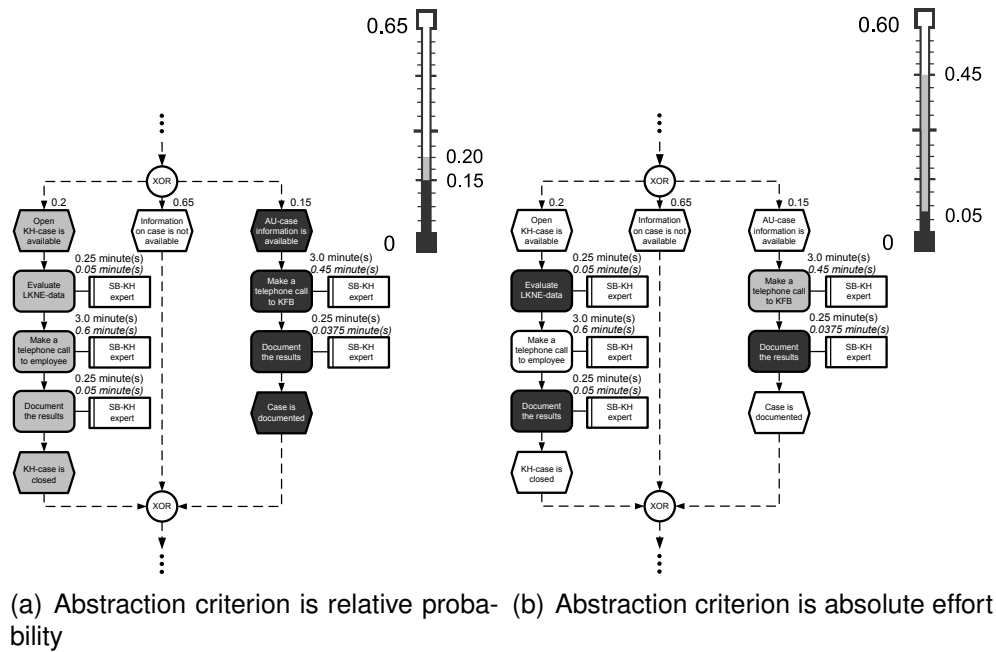 0.65
0.20
0.15
0
XOR
0.2
0.65
0.15
Open
KH-case is
available
Information
on case is not
available
AU-case
information is
available
0.25 minute(s)
0.05 minute(s)
Evaluate
LKNE-data
SB-KH
expert
3.0 minute(s)
0.45 minute(s)
Make a
telephone call
to KFB
SB-KH
expert
3.0 minute(s)
0.6 minute(s)
Make a
telephone call
to employee
SB-KH
expert
0.25 minute(s)
0.0375 minute(s)
Document
the results
SB-KH
expert
0.25 minute(s)
0.05 minute(s)
Document
the results
SB-KH
expert
Case is
documented
KH-case is
closed
XOR
(a) Abstraction criterion is relative proba-
bility
0.60
0.45
0.05
0
XOR
0.2
0.65
0.15
Open
KH-case is
available
Information
on case is not
available
AU-case
information is
available
0.25 minute(s)
0.05 minute(s)
Evaluate
LKNE-data
SB-KH
expert
3.0 minute(s)
0.45 minute(s)
Make a
telephone call
to KFB
SB-KH
expert
3.0 minute(s)
0.6 minute(s)
Make a
telephone call
to employee
SB-KH
expert
0.25 minute(s)
0.0375 minute(s)
Document
the results
SB-KH
expert
0.25 minute(s)
0.05 minute(s)
Document
the results
SB-KH
expert
Case is
documented
KH-case is
closed
XOR
(b) Abstraction criterion is absolute effort